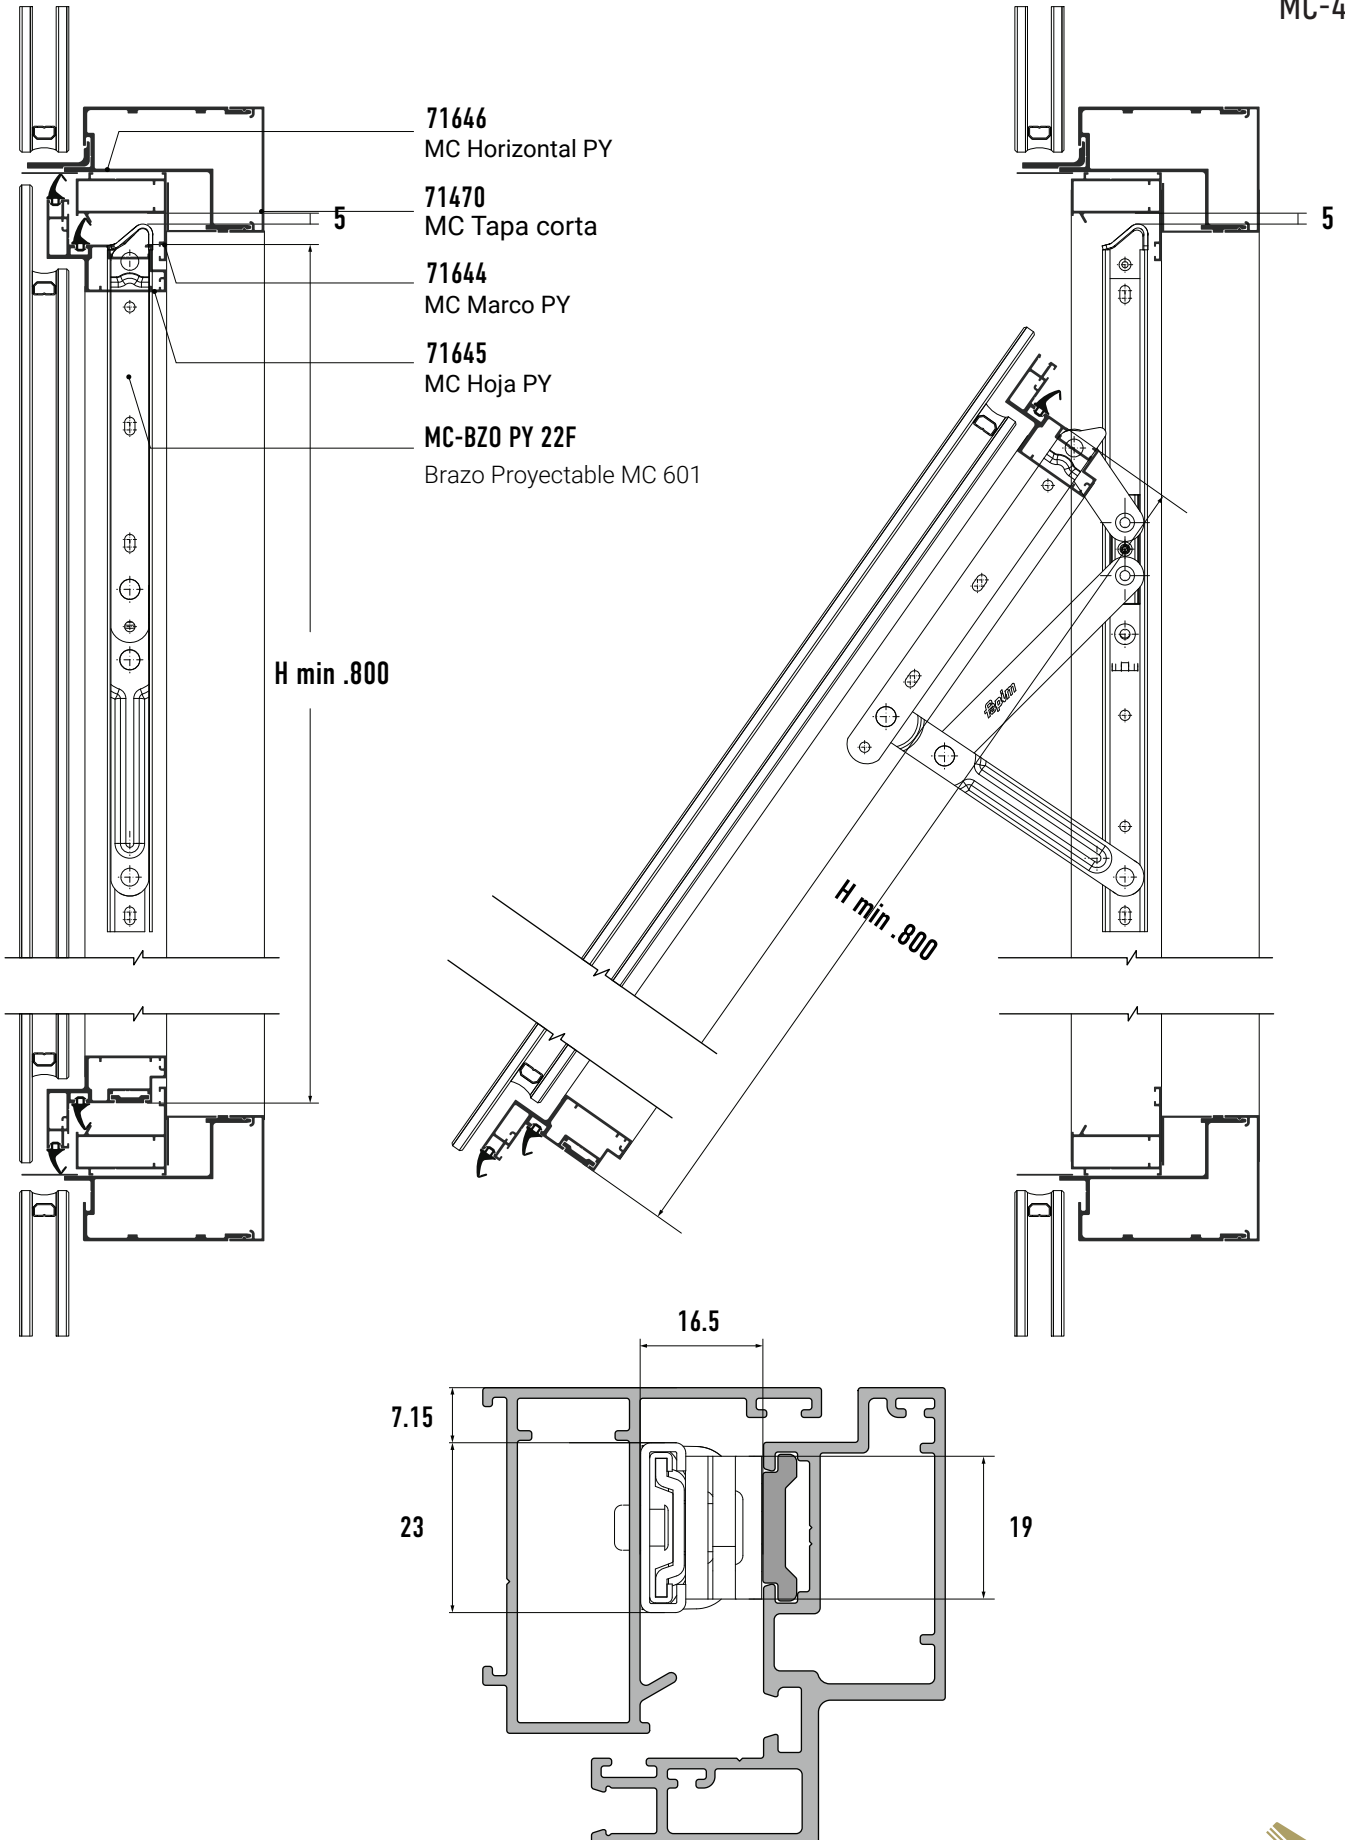 MC-4
71646
MC Horizontal PY
71470
MC Tapa corta
5
5
71644
MC Marco PY
71645
MC Hoja PY
MC-BZO PY 22F
Brazo Proyectable MC 601
H min .800
fapim
H min .800
16.5
7.15
23
19